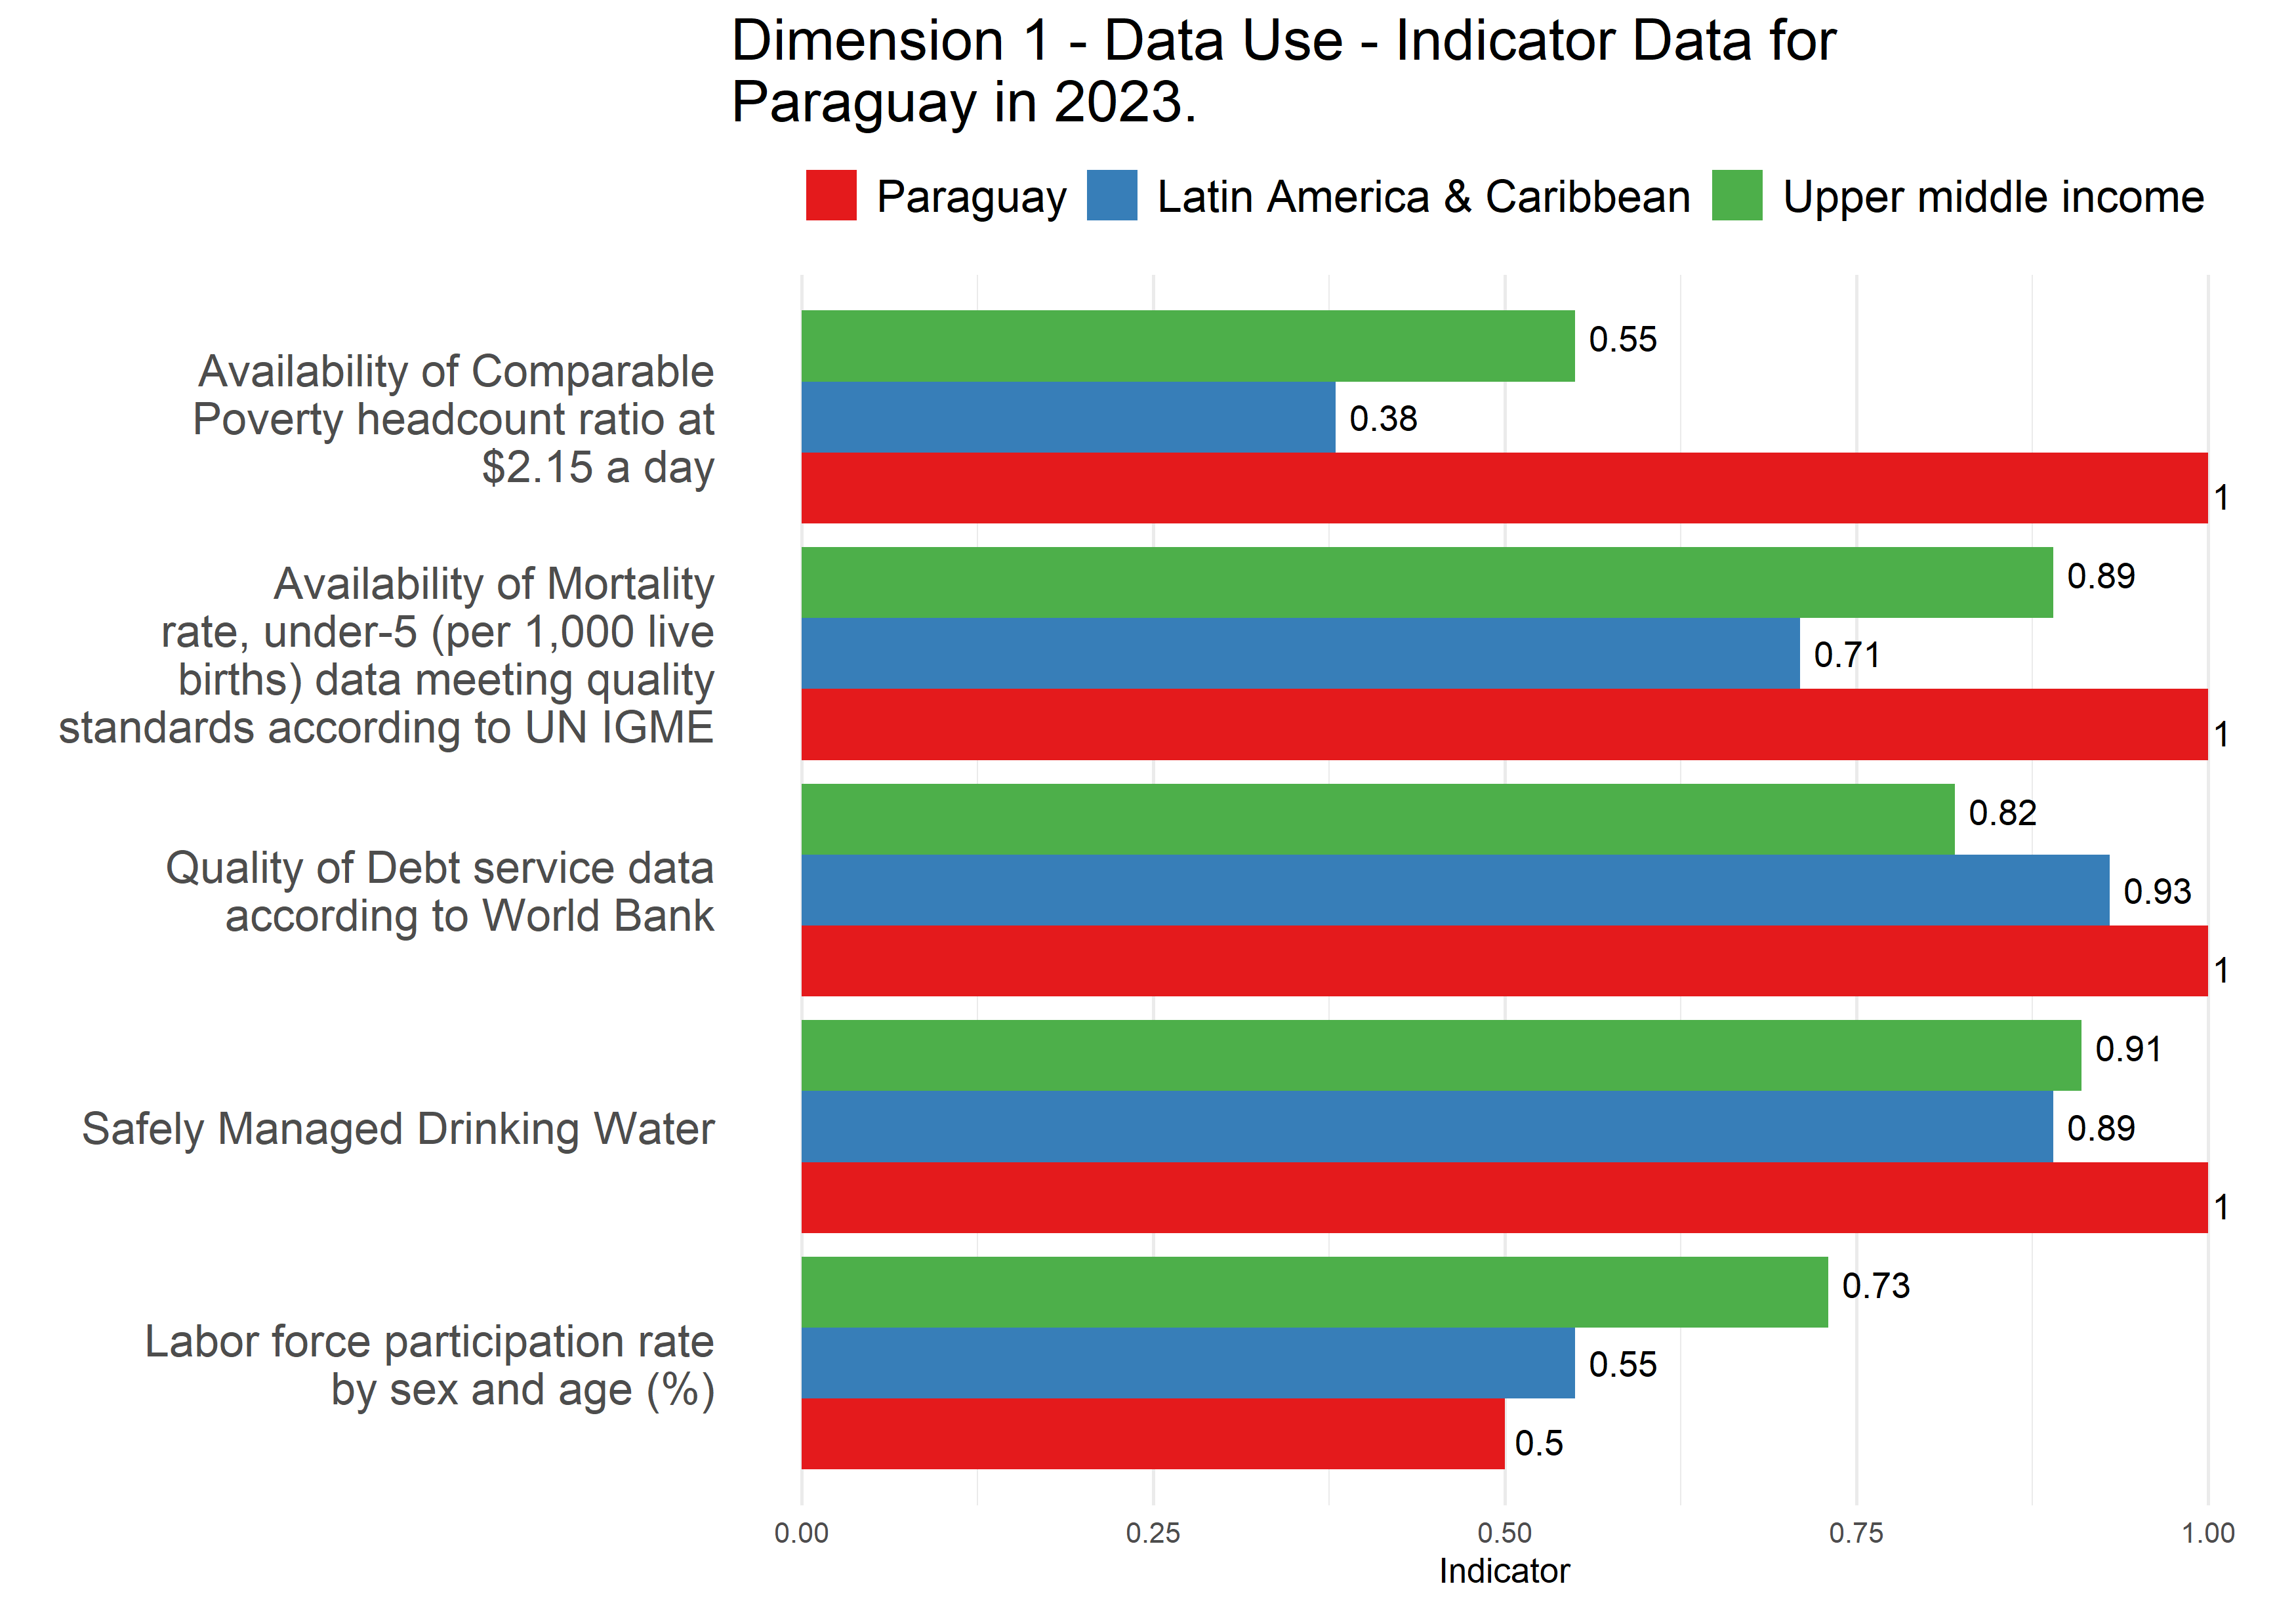 Dimension 1 - Data Use - Indicator Data for
Paraguay in 2023.
Paraguay
Latin America & Caribbean
Upper middle income
Availability of Comparable
Poverty headcount ratio at
$2.15 a day
0.55
0.38
1
Availability of Mortality
rate, under-5 (per 1,000 live
births) data meeting quality
standards according to UN IGME
0.89
0.71
1
Quality of Debt service data
according to World Bank
0.82
0.93
1
Safely Managed Drinking Water
0.91
0.89
1
Labor force participation rate
by sex and age (%)
0.73
0.55
0.5
0.00 0.25 0.50 0.75 1.00
Indicator